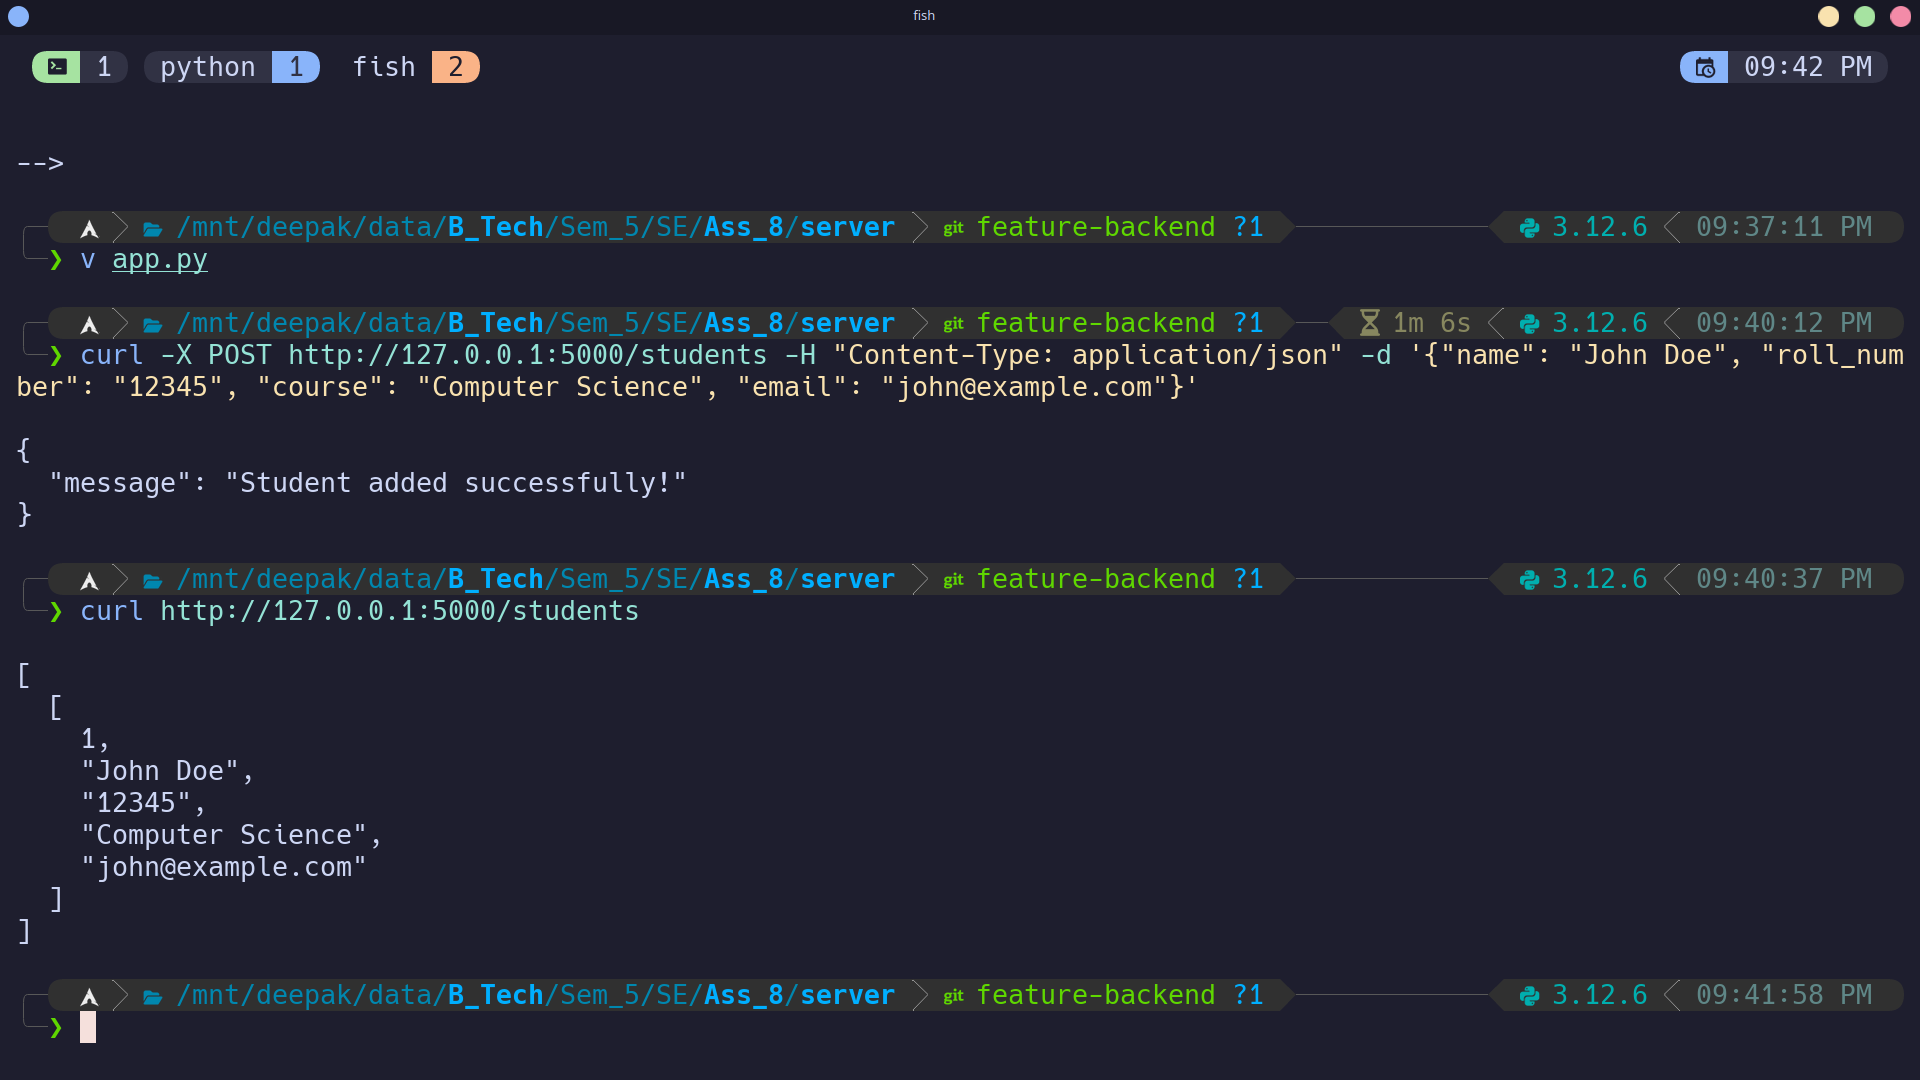 fish
1 python 1 fish 2 09:42 PM
-->
/mnt/deepak/data/B_Tech/Sem_5/SE/Ass_8/server git feature-backend ?1 3.12.6 09:37:11 PM
❯ v app.py
/mnt/deepak/data/B_Tech/Sem_5/SE/Ass_8/server git feature-backend ?1 1m 6s 3.12.6 09:40:12 PM
❯ curl -X POST http://127.0.0.1:5000/students -H "Content-Type: application/json" -d '{"name": "John Doe", "roll_num
ber": "12345", "course": "Computer Science", "email": "john@example.com"}'
{
  "message": "Student added successfully!"
}
/mnt/deepak/data/B_Tech/Sem_5/SE/Ass_8/server git feature-backend ?1 3.12.6 09:40:37 PM
❯ curl http://127.0.0.1:5000/students
[
  [
    1,
    "John Doe",
    "12345",
    "Computer Science",
    "john@example.com"
  ]
]
/mnt/deepak/data/B_Tech/Sem_5/SE/Ass_8/server git feature-backend ?1 3.12.6 09:41:58 PM
❯